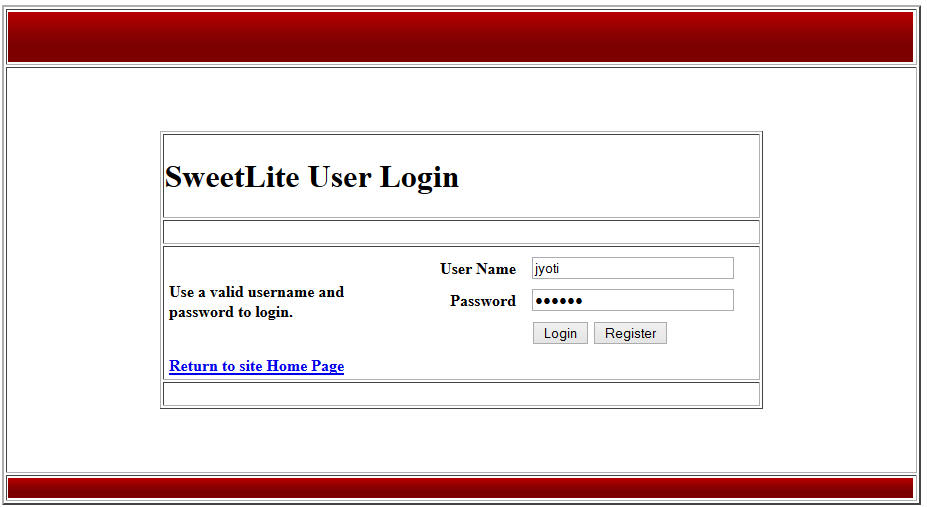 SweetLite User Login
User Name jyoti
Use a valid username and
password to login.
Password ●●●●●●
Login Register
Return to site Home Page